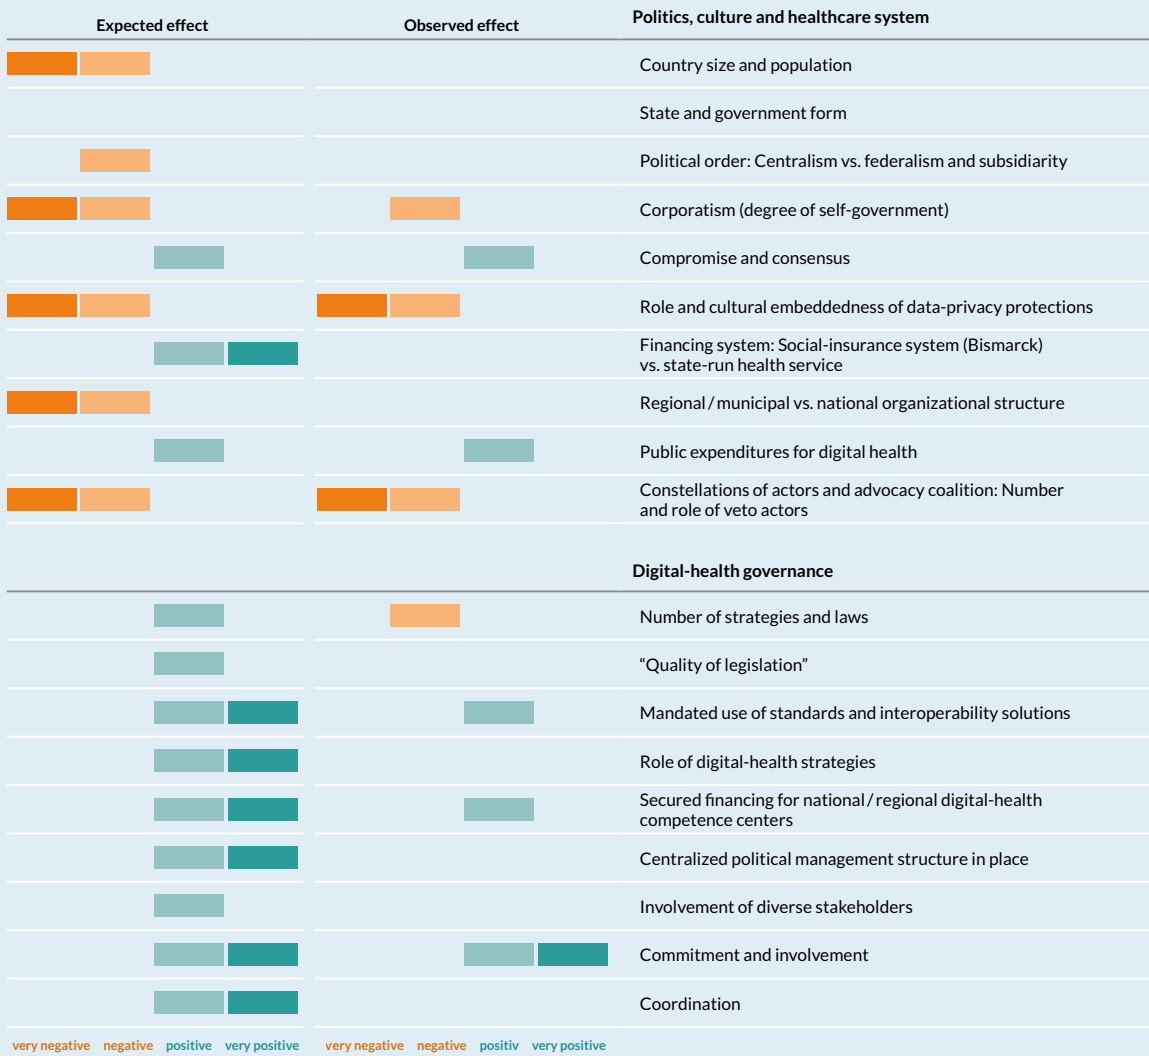 Expected effect
Observed effect
Politics, culture and healthcare system
Country size and population
State and government form
Political order: Centralism vs. federalism and subsidiarity
Corporatism (degree of self-government)
Compromise and consensus
Role and cultural embeddedness of data-privacy protections
Financing system: Social-insurance system (Bismarck)
vs. state-run health service
Regional / municipal vs. national organizational structure
Public expenditures for digital health
Constellations of actors and advocacy coalition: Number
and role of veto actors
Digital-health governance
Number of strategies and laws
“Quality of legislation”
Mandated use of standards and interoperability solutions
Role of digital-health strategies
Secured financing for national / regional digital-health
competence centers
Centralized political management structure in place
Involvement of diverse stakeholders
Commitment and involvement
Coordination
very negative negative positive very positive
very negative negative positiv very positive